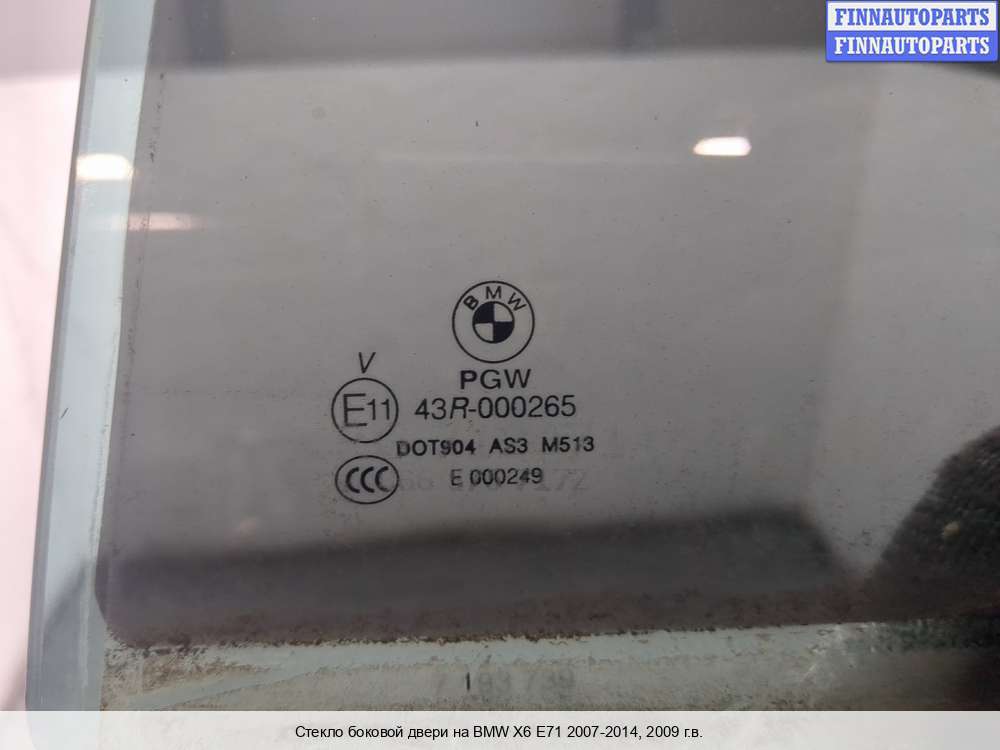 FINNAUTOPARTS
FINNAUTOPARTS
BMW
PGW
V
E11 43R-000265
DOT904 AS3 M513
CCC E 000249
Стекло боковой двери на BMW X6 E71 2007-2014, 2009 г.в.